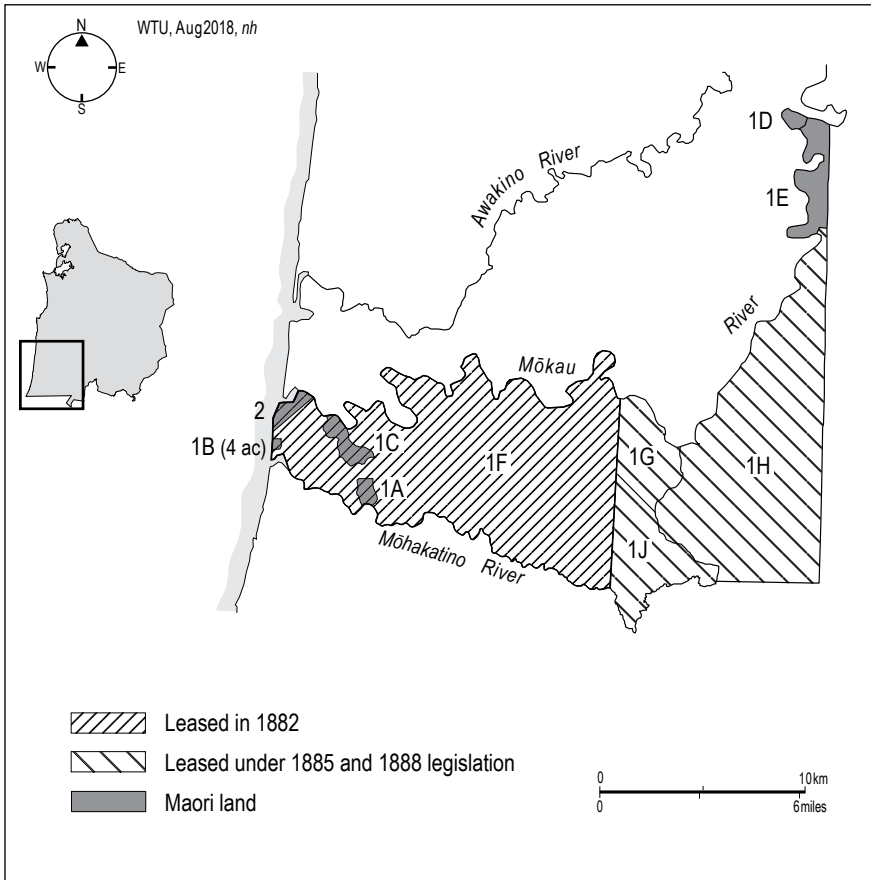 N
WTU, Aug2018, nh
W E
S
1D
1E
Awakino River
River
Mōkau
2
1B (4 ac)
1C
1A
1F
1G
1H
1J
Mōhakatino River
Leased in 1882
Leased under 1885 and 1888 legislation
Maori land
0 10km
0 6miles